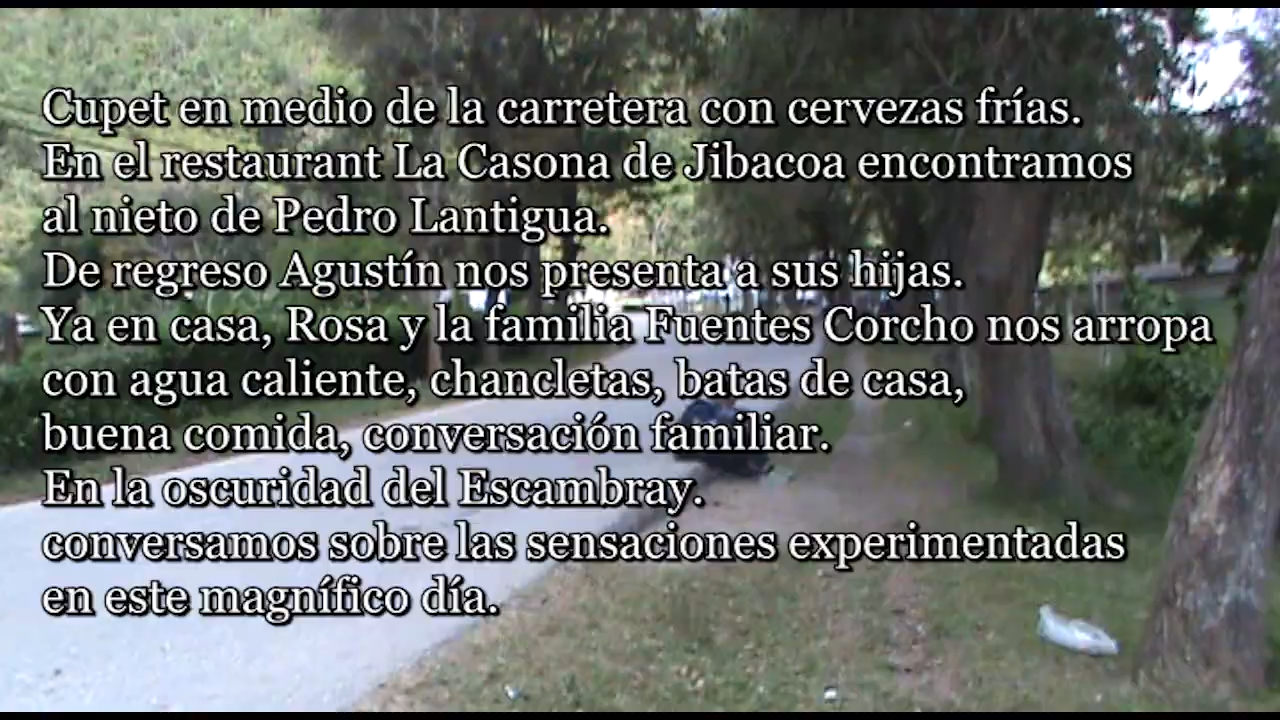 Cupet en medio de la carretera con cervezas frías.
En el restaurant La Casona de Jibacoa encontramos
al nieto de Pedro Lantigua.
De regreso Agustín nos presenta a sus hijas.
Ya en casa, Rosa y la familia Fuentes Corcho nos arropa
con agua caliente, chancletas, batas de casa,
buena comida, conversación familiar.
En la oscuridad del Escambray.
conversamos sobre las sensaciones experimentadas
en este magnífico día.